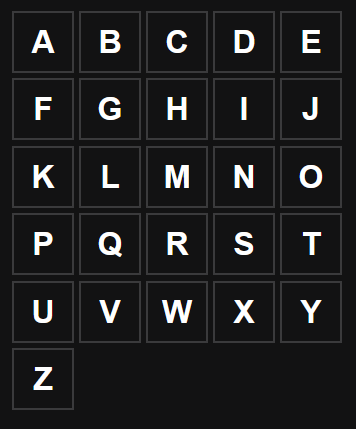 A B C D E
F G H I J
K L M N O
P Q R S T
U V W X Y
Z